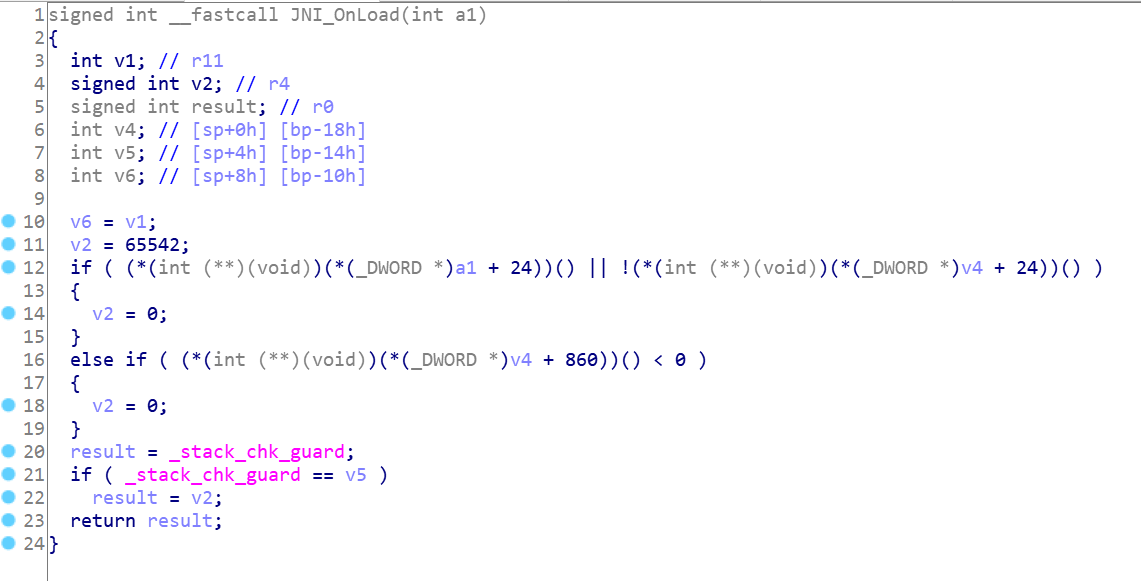 1 signed int __fastcall JNI_OnLoad(int a1)
2 {
3   int v1; // r11
4   signed int v2; // r4
5   signed int result; // r0
6   int v4; // [sp+0h] [bp-18h]
7   int v5; // [sp+4h] [bp-14h]
8   int v6; // [sp+8h] [bp-10h]
9
10   v6 = v1;
11   v2 = 65542;
12   if ( (*(int (**)(void))(*(_DWORD *)a1 + 24))() || !(*(int (**)(void))(*(_DWORD *)v4 + 24))() )
13   {
14     v2 = 0;
15   }
16   else if ( (*(int (**)(void))(*(_DWORD *)v4 + 860))() < 0 )
17   {
18     v2 = 0;
19   }
20   result = _stack_chk_guard;
21   if ( _stack_chk_guard == v5 )
22     result = v2;
23   return result;
24 }